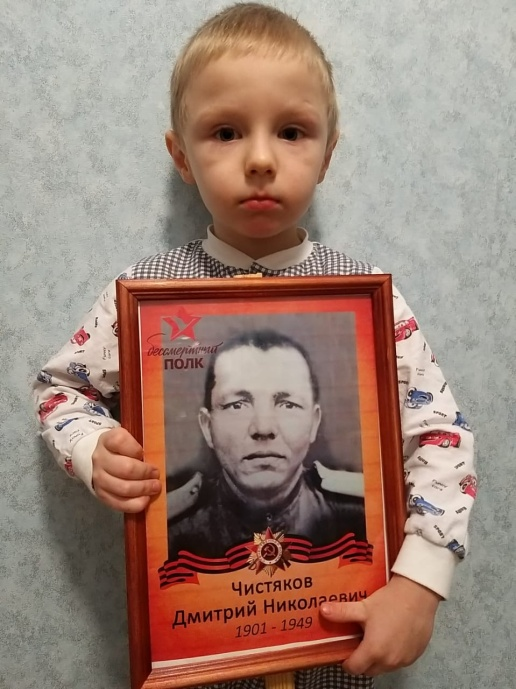 бессмертный
ПОЛК
Чистяков
Дмитрий Николаевич
1901 - 1949